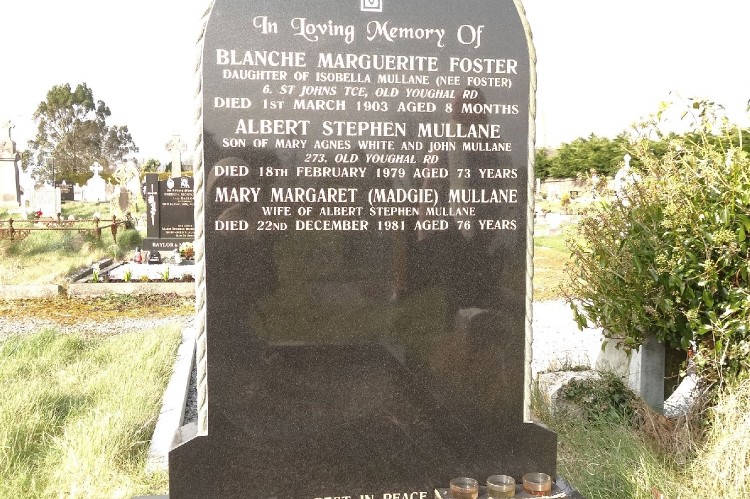 In Loving Memory Of
BLANCHE MARGUERITE FOSTER
DAUGHTER OF ISOBELLA MULLANE (NEE FOSTER)
6. ST JOHNS TCE, OLD YOUGHAL RD
DIED 1ST MARCH 1903 AGED 8 MONTHS
ALBERT STEPHEN MULLANE
SON OF MARY AGNES WHITE AND JOHN MULLANE
273. OLD YOUGHAL RD
DIED 18TH FEBRUARY 1979 AGED 73 YEARS
MARY MARGARET (MADGIE) MULLANE
WIFE OF ALBERT STEPHEN MULLANE
DIED 22ND DECEMBER 1981 AGED 76 YEARS
REST IN PEACE